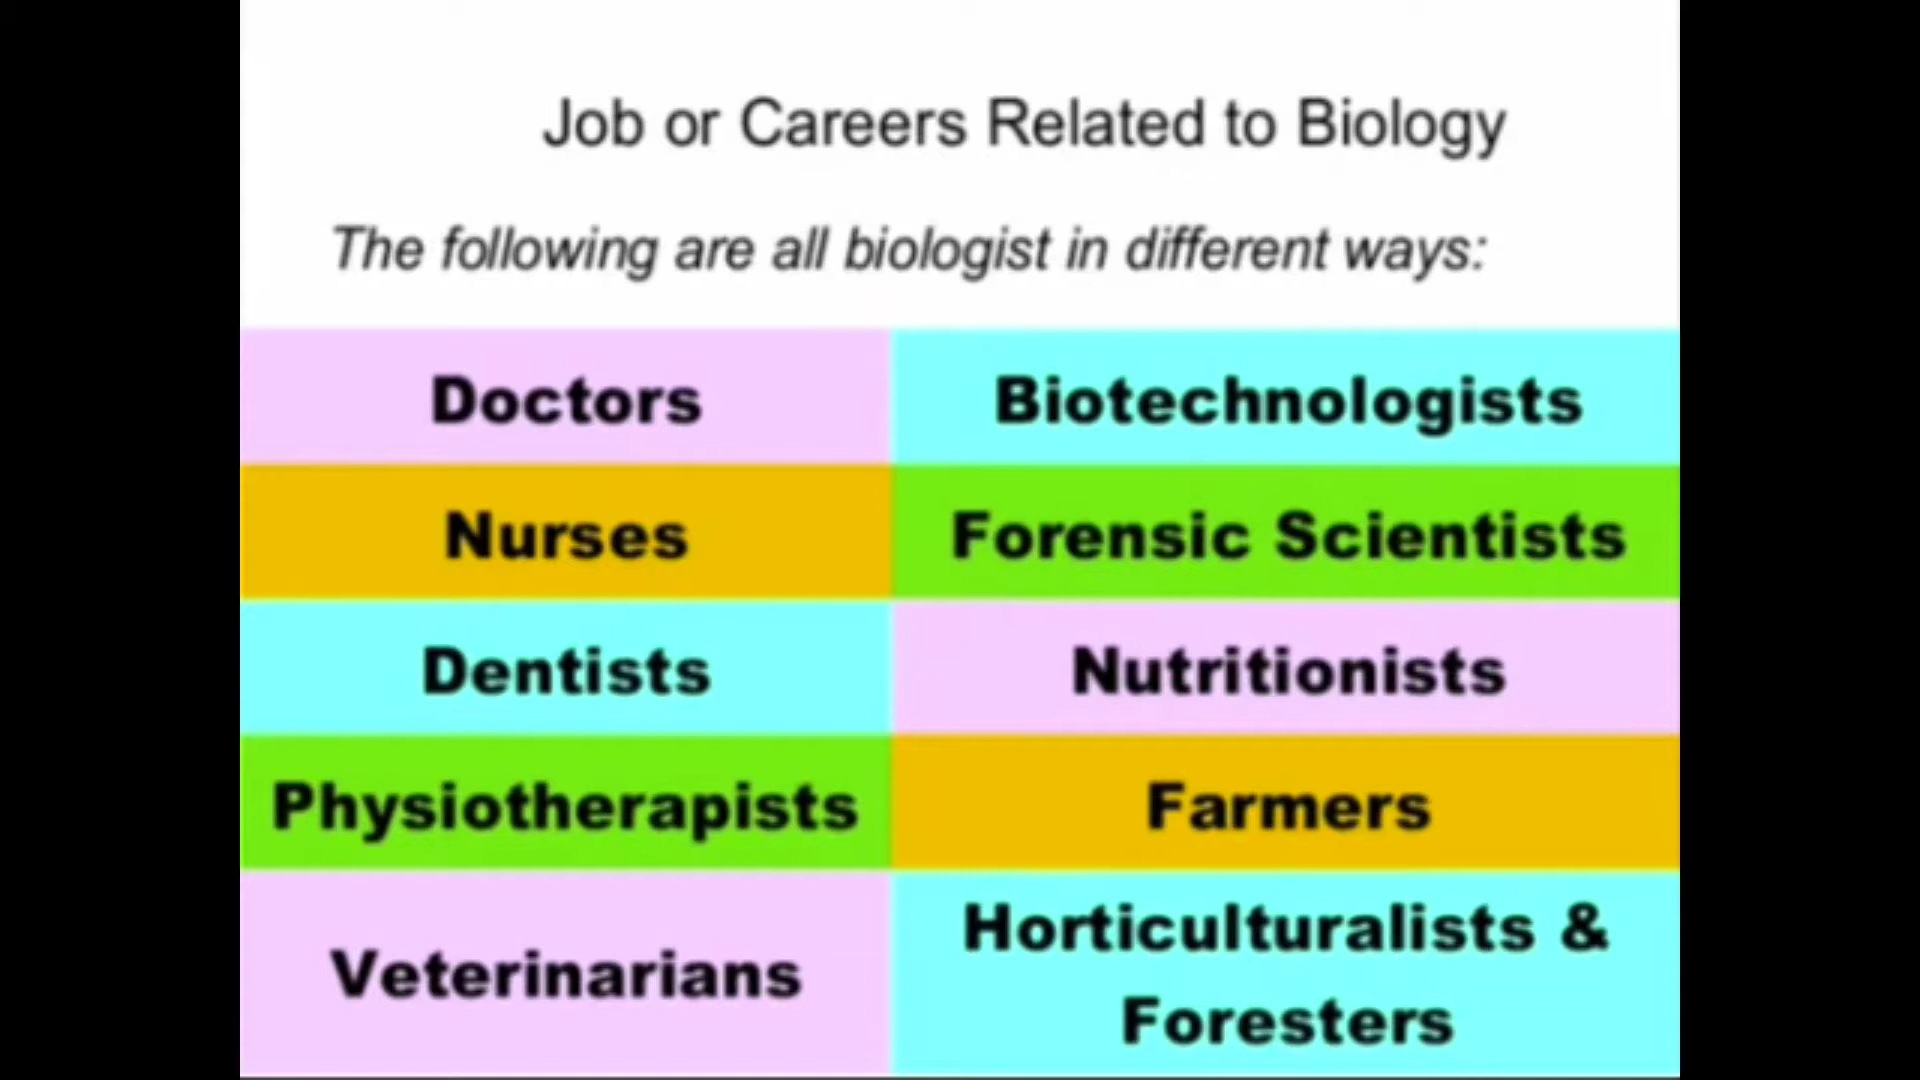 Job or Careers Related to Biology
The following are all biologist in different ways:
Doctors
Biotechnologists
Nurses
Forensic Scientists
Dentists
Nutritionists
Physiotherapists
Farmers
Veterinarians
Horticulturalists &
Foresters